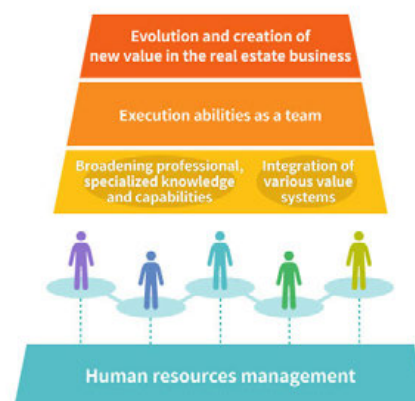 Evolution and creation of
new value in the real estate business
Execution abilities as a team
Broadening professional,
specialized knowledge
and capabilities
Integration of
various value
systems
Human resources management